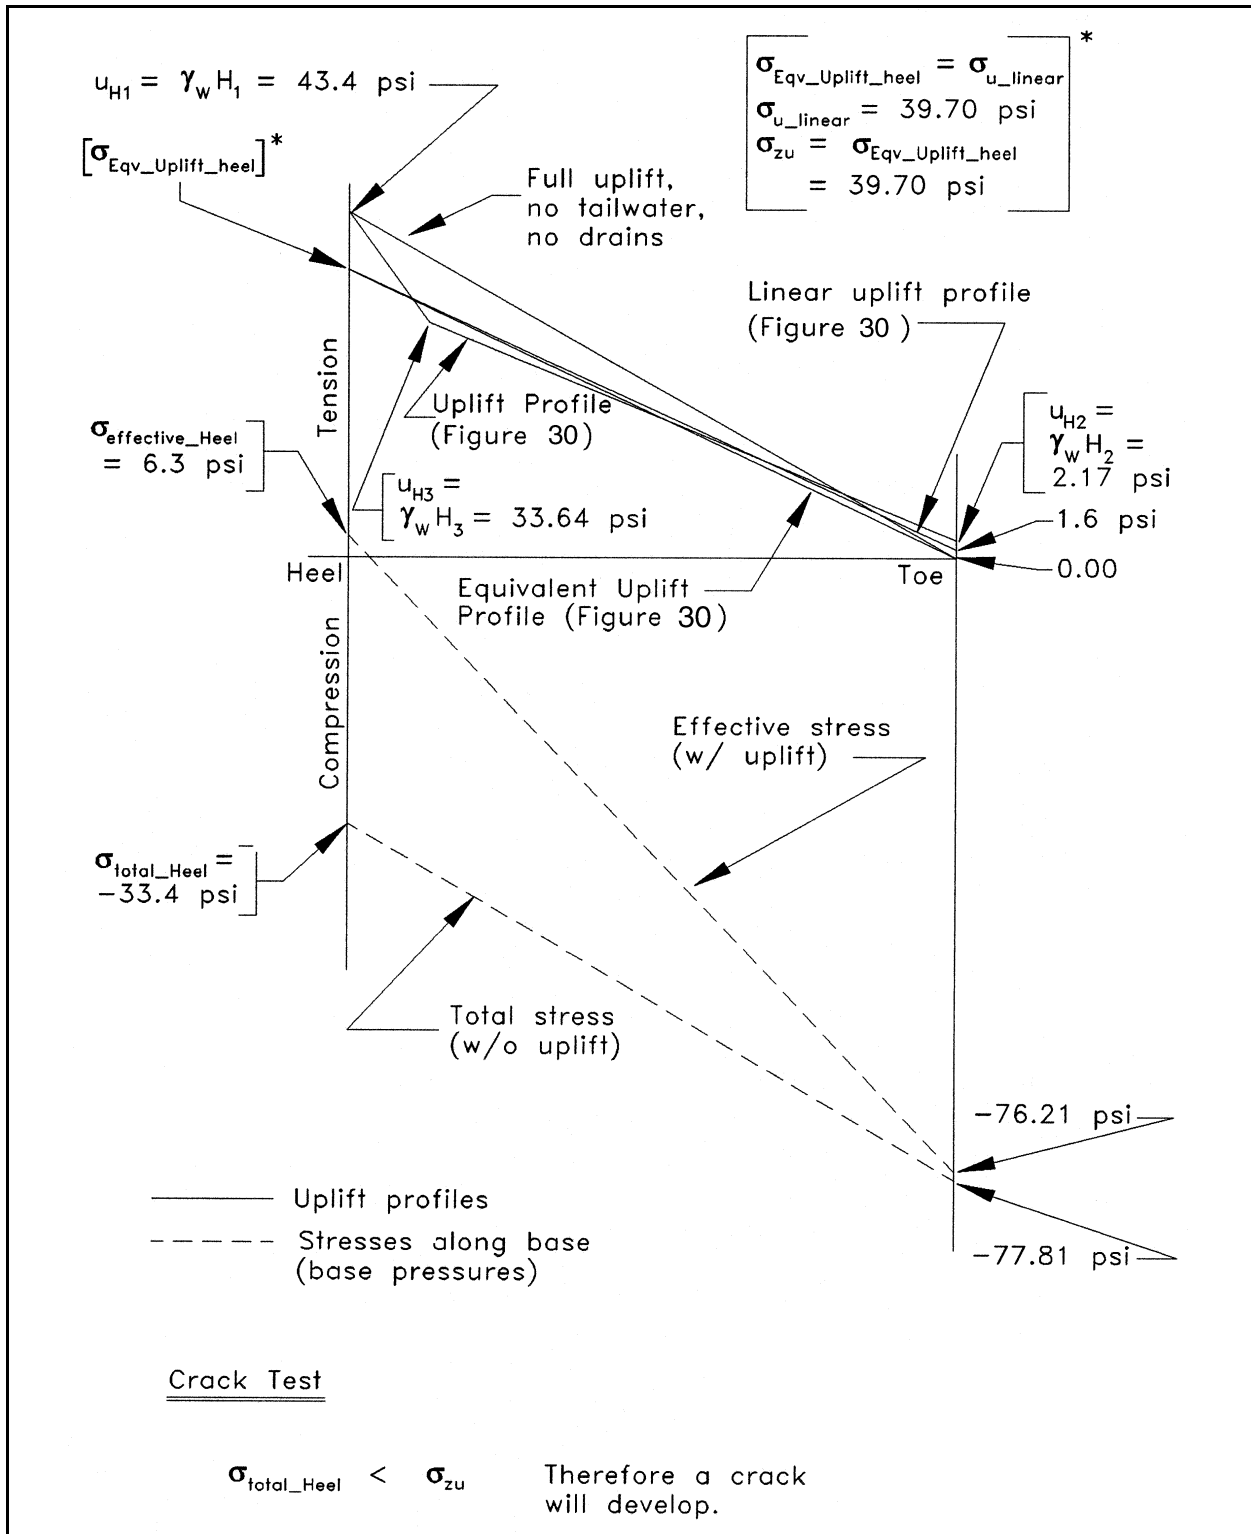 u_H1 = γ_w H_1 = 43.4 psi
[σ_Eqv_Uplift_heel]*
[σ_Eqv_Uplift_heel = σ_u_linear
σ_u_linear = 39.70 psi
σ_zu = σ_Eqv_Uplift_heel
= 39.70 psi]*
Full uplift,
no tailwater,
no drains
Linear uplift profile
(Figure 30)
Tension
Uplift Profile
(Figure 30)
σ_effective_Heel
= 6.3 psi
u_H3 =
γ_w H_3 = 33.64 psi
u_H2 =
γ_w H_2 =
2.17 psi
1.6 psi
0.00
Heel
Toe
Equivalent Uplift
Profile (Figure 30)
Compression
Effective stress
(w/ uplift)
σ_total_Heel =
-33.4 psi
Total stress
(w/o uplift)
-76.21 psi
-77.81 psi
Uplift profiles
Stresses along base
(base pressures)
Crack Test
σ_total_Heel < σ_zu Therefore a crack
will develop.